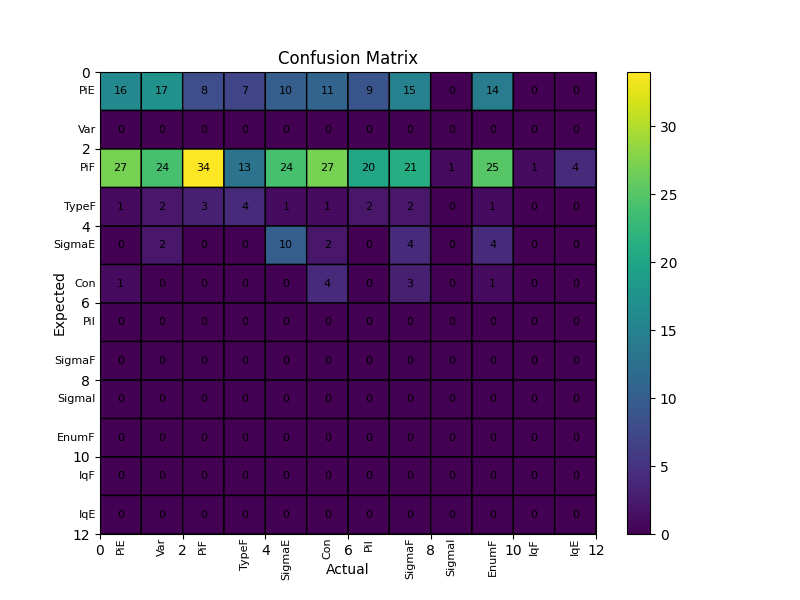 Confusion Matrix
0
PiE 16 17 8 7 10 11 9 15 0 14 0 0
Var 0 0 0 0 0 0 0 0 0 0 0 0
2
PiF 27 24 34 13 24 27 20 21 1 25 1 4
TypeF 1 2 3 4 1 1 2 2 0 1 0 0
4
SigmaE 0 2 0 0 10 2 0 4 0 4 0 0
Con 1 0 0 0 0 4 0 3 0 1 0 0
6
PiI 0 0 0 0 0 0 0 0 0 0 0 0
SigmaF 0 0 0 0 0 0 0 0 0 0 0 0
8
SigmaI 0 0 0 0 0 0 0 0 0 0 0 0
EnumF 0 0 0 0 0 0 0 0 0 0 0 0
10
IqF 0 0 0 0 0 0 0 0 0 0 0 0
IqE 0 0 0 0 0 0 0 0 0 0 0 0
12
Expected
0 2 4 6 8 10 12
PiE Var PiF TypeF SigmaE Con PiI SigmaF SigmaI EnumF IqF IqE
Actual
30
25
20
15
10
5
0